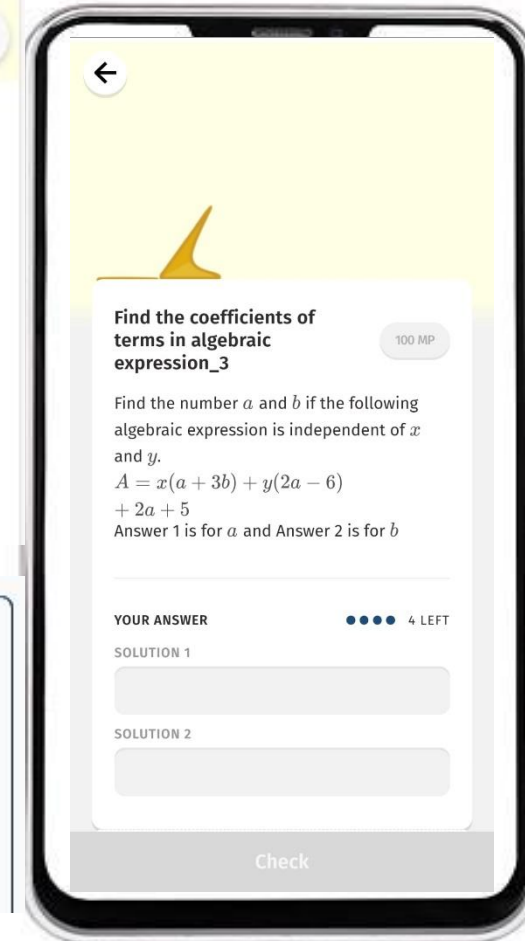 Find the coefficients of
terms in algebraic
expression_3
100 MP
Find the number a and b if the following
algebraic expression is independent of x
and y.
A = x(a + 3b) + y(2a − 6)
+ 2a + 5
Answer 1 is for a and Answer 2 is for b
YOUR ANSWER
4 LEFT
SOLUTION 1
SOLUTION 2
Check